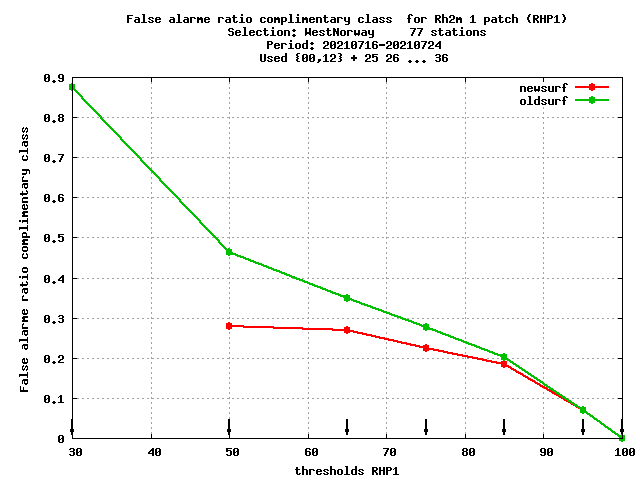 False alarme ratio complimentary class  for Rh2m 1 patch (RHP1)
Selection: WestNorway     77 stations
Period: 20210716-20210724
Used {00,12} + 25 26 ... 36
newsurf
oldsurf
False alarme ratio complimentary class
0.9
0.8
0.7
0.6
0.5
0.4
0.3
0.2
0.1
0
30 40 50 60 70 80 90 100
thresholds RHP1